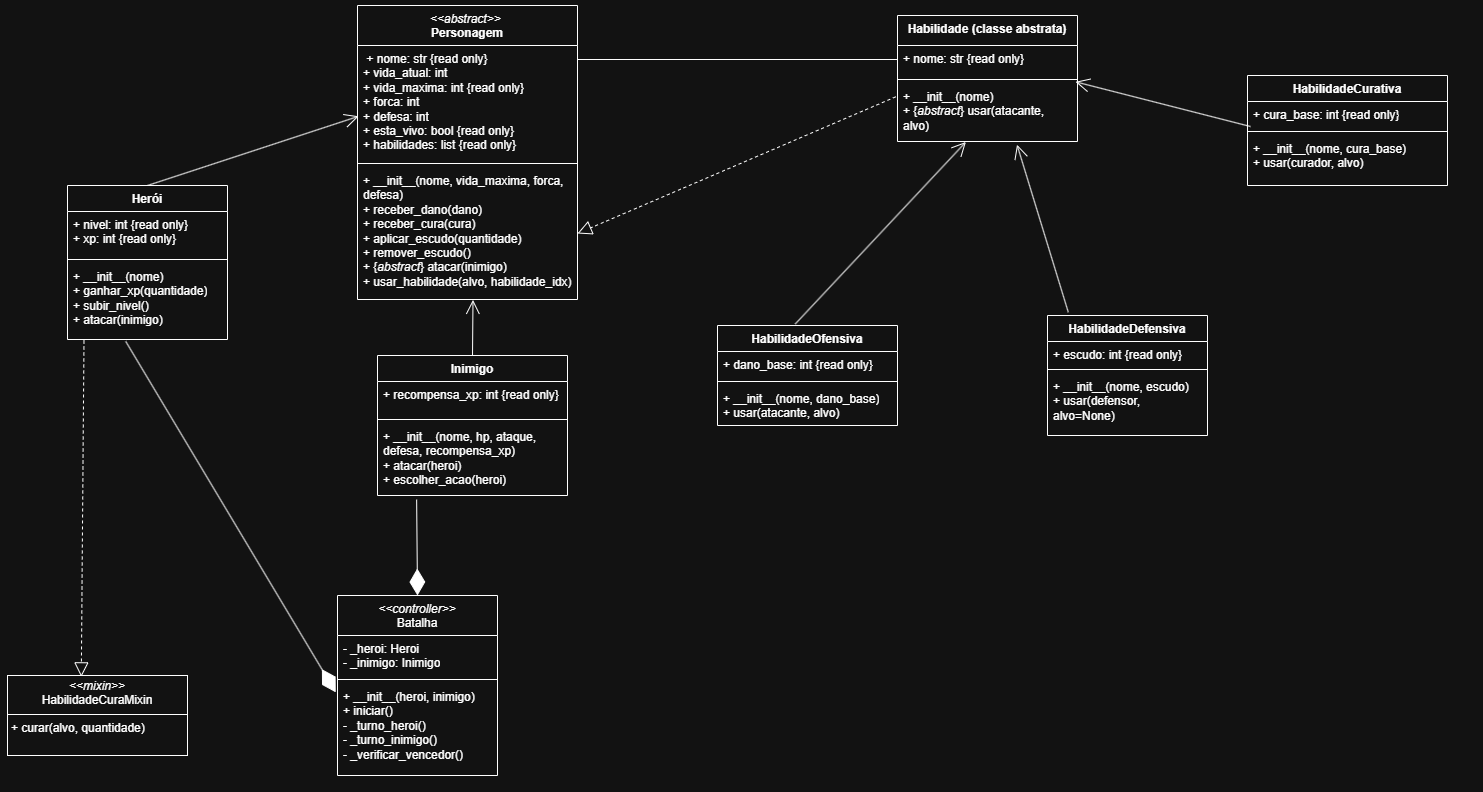 <<abstract>>
Personagem
+ nome: str {read only}
+ vida_atual: int
+ vida_maxima: int {read only}
+ forca: int
+ defesa: int
+ esta_vivo: bool {read only}
+ habilidades: list {read only}
+ __init__(nome, vida_maxima, forca,
defesa)
+ receber_dano(dano)
+ receber_cura(cura)
+ aplicar_escudo(quantidade)
+ remover_escudo()
+ {abstract} atacar(inimigo)
+ usar_habilidade(alvo, habilidade_idx)
Habilidade (classe abstrata)
+ nome: str {read only}
+ __init__(nome)
+ {abstract} usar(atacante,
alvo)
HabilidadeCurativa
+ cura_base: int {read only}
+ __init__(nome, cura_base)
+ usar(curador, alvo)
Herói
+ nivel: int {read only}
+ xp: int {read only}
+ __init__(nome)
+ ganhar_xp(quantidade)
+ subir_nivel()
+ atacar(inimigo)
Inimigo
+ recompensa_xp: int {read only}
+ __init__(nome, hp, ataque,
defesa, recompensa_xp)
+ atacar(heroi)
+ escolher_acao(heroi)
HabilidadeOfensiva
+ dano_base: int {read only}
+ __init__(nome, dano_base)
+ usar(atacante, alvo)
HabilidadeDefensiva
+ escudo: int {read only}
+ __init__(nome, escudo)
+ usar(defensor,
alvo=None)
<<controller>>
Batalha
- _heroi: Heroi
- _inimigo: Inimigo
+ __init__(heroi, inimigo)
+ iniciar()
- _turno_heroi()
- _turno_inimigo()
- _verificar_vencedor()
<<mixin>>
HabilidadeCuraMixin
+ curar(alvo, quantidade)